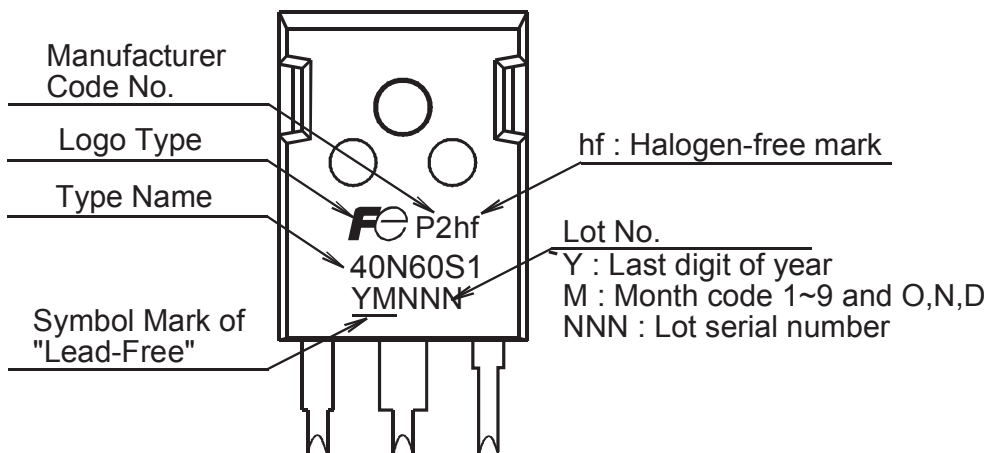 Manufacturer
Code No.
Logo Type
Type Name
Symbol Mark of
"Lead-Free"
Fe P2hf
40N60S1
YMNNN
hf : Halogen-free mark
Lot No.
Y : Last digit of year
M : Month code 1~9 and O,N,D
NNN : Lot serial number